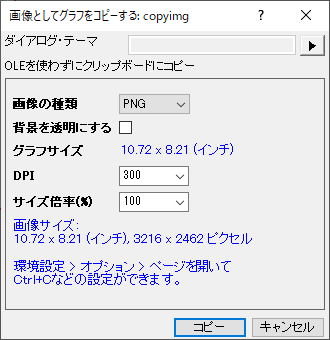 画像としてグラフをコピーする: copyimg
? ×
ダイアログ・テーマ
OLEを使わずにクリップボードにコピー
画像の種類 PNG
背景を透明にする
グラフサイズ 10.72 x 8.21 (インチ)
DPI 300
サイズ倍率(%) 100
画像サイズ:
10.72 x 8.21 (インチ), 3216 x 2462 ピクセル
環境設定 > オプション > ページを開いて
Ctrl+Cなどの設定ができます。
コピー キャンセル